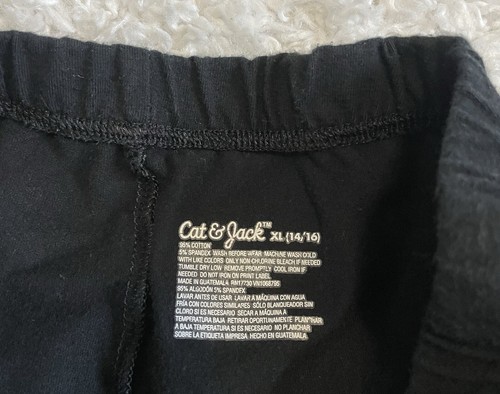 Cat & Jack™ XL (14/16)
95% COTTON
5% SPANDEX WASH BEFORE WEAR MACHINE WASH COLD
WITH LIKE COLORS ONLY NON CHLORINE BLEACH IF NEEDED
TUMBLE DRY LOW REMOVE PROMPTLY COOL IRON IF
NEEDED DO NOT IRON ON PRINT LABEL
MADE IN GUATEMALA RN17730 VN1068795
95% ALGODÓN 5% SPANDEX
LAVAR ANTES DE USAR LAVAR A MÁQUINA CON AGUA
FRÍA CON COLORES SIMILARES SÓLO BLANQUEADOR SIN
CLORO SI ES NECESARIO SECAR A MÁQUINA A
TEMPERATURA BAJA RETIRAR OPORTUNAMENTE PLANCHAR
A BAJA TEMPERATURA SI ES NECESARIO NO PLANCHAR
SOBRE LA ETIQUETA IMPRESA HECHO EN GUATEMALA